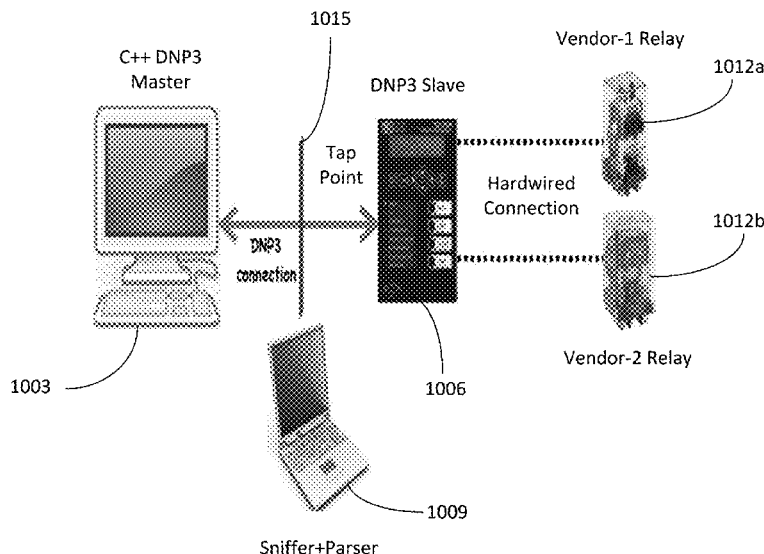 1015
C++ DNP3
Master
Vendor-1 Relay
1012a
DNP3 Slave
Tap
Point
Hardwired
Connection
1012b
DNP3
connection
Vendor-2 Relay
1003
1006
1009
Sniffer+Parser